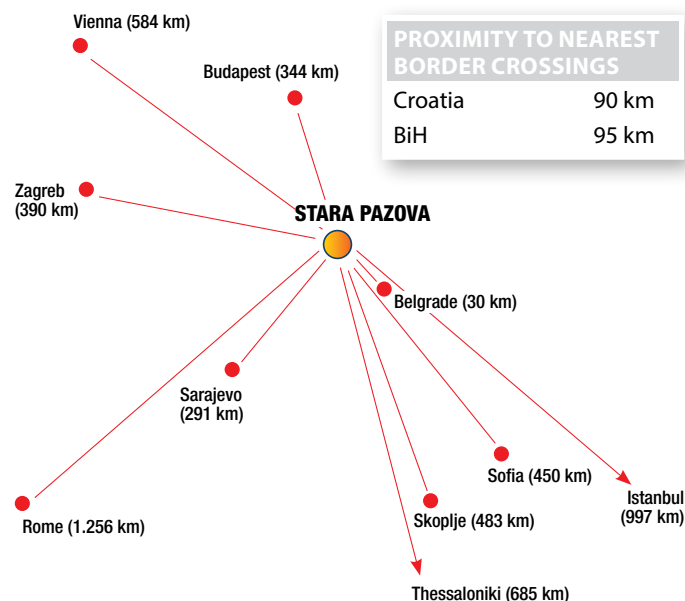 Vienna (584 km)
Budapest (344 km)
PROXIMITY TO NEAREST
BORDER CROSSINGS
Croatia 90 km
BiH 95 km
Zagreb
(390 km)
STARA PAZOVA
Belgrade (30 km)
Sarajevo
(291 km)
Sofia (450 km)
Istanbul
(997 km)
Rome (1.256 km)
Skoplje (483 km)
Thessaloniki (685 km)